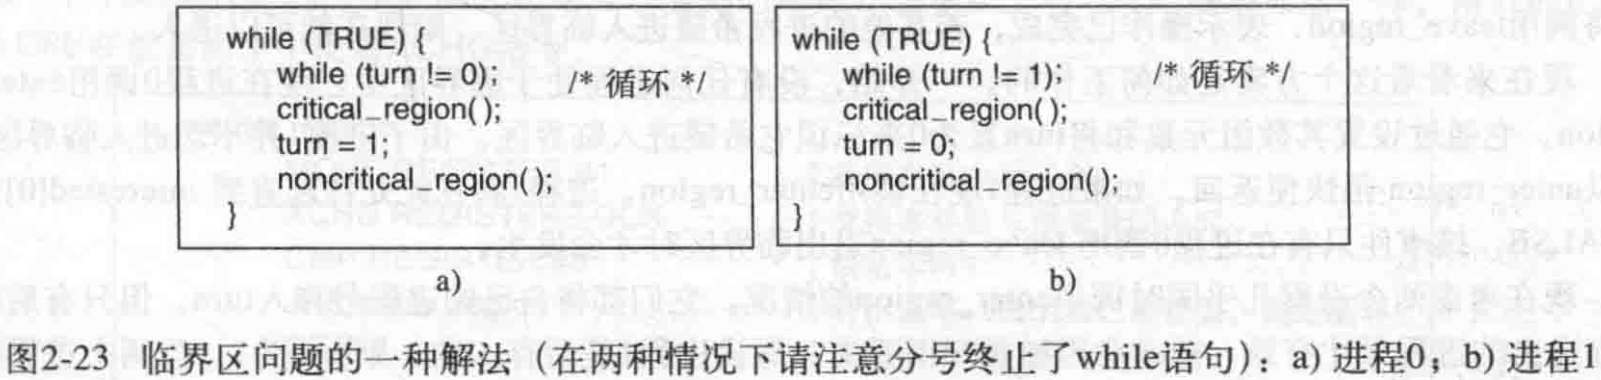 while (TRUE) {
while (turn != 0); /* 循环 */
critical_region( );
turn = 1;
noncritical_region( );
}
a)
while (TRUE) {
while (turn != 1); /* 循环 */
critical_region( );
turn = 0;
noncritical_region( );
}
b)
图2-23 临界区问题的一种解法（在两种情况下请注意分号终止了while语句）：a) 进程0；b) 进程1